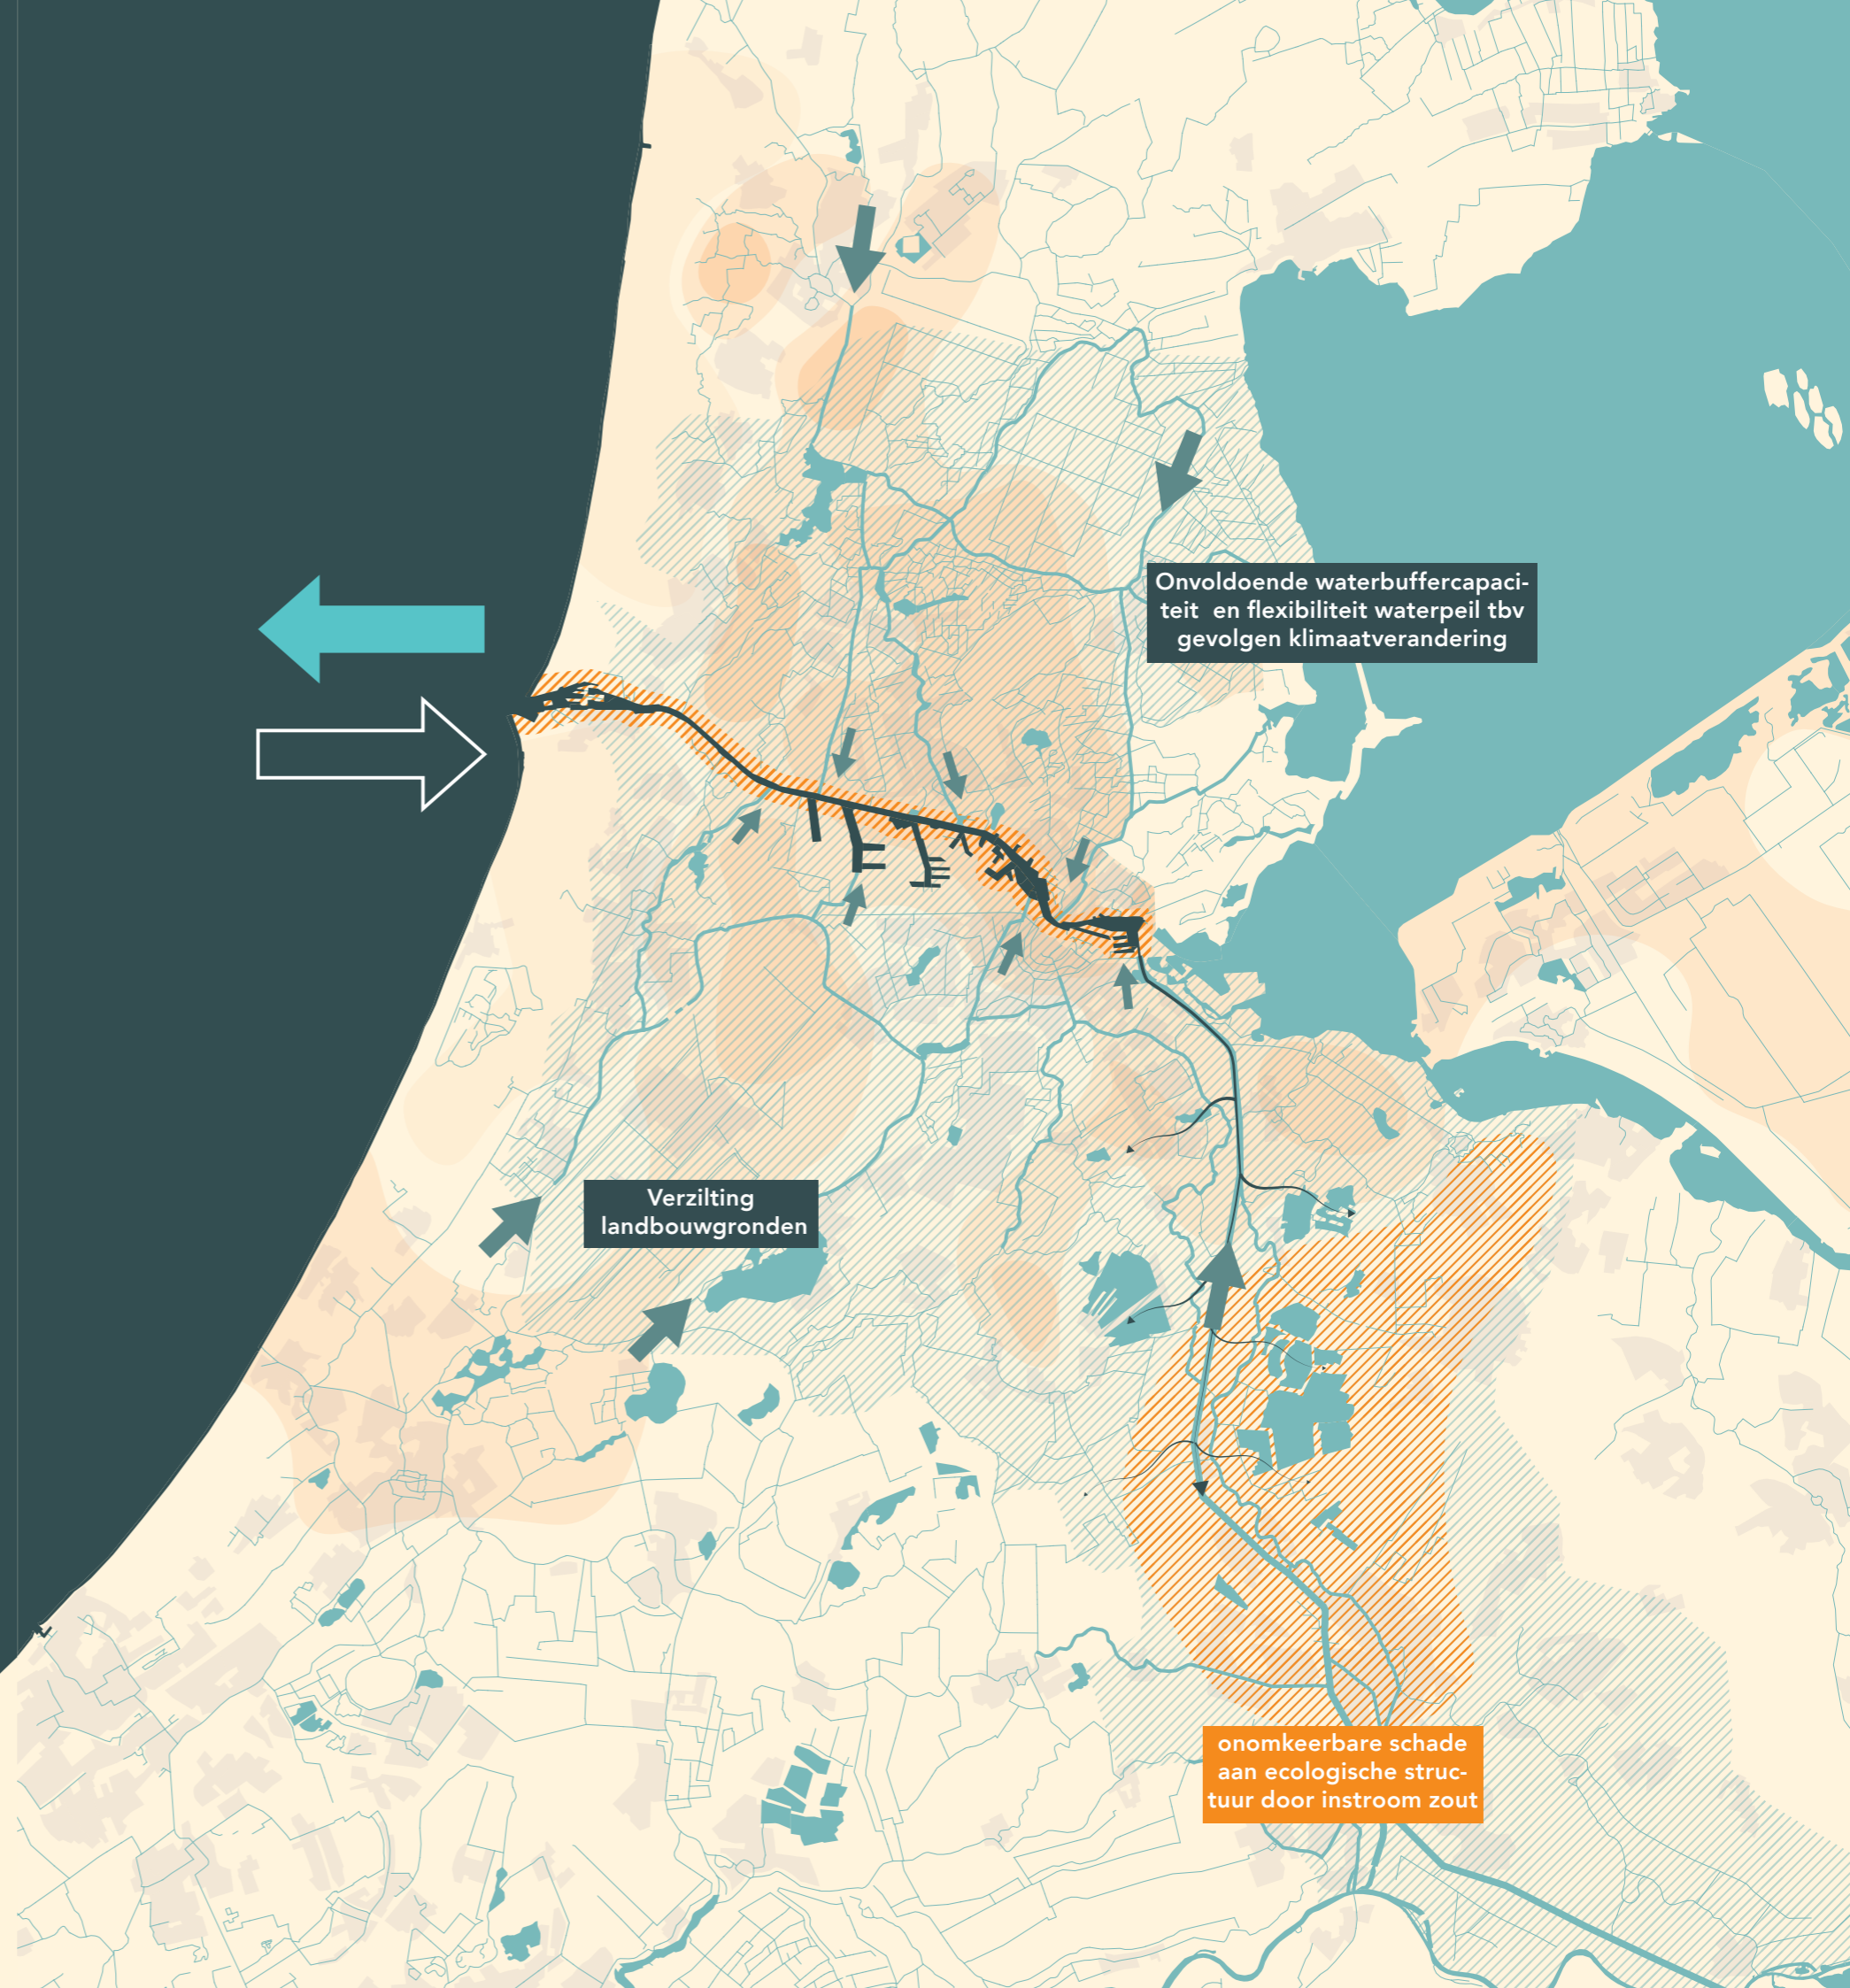 Onvoldoende waterbuffercapaci-
teit en flexibiliteit waterpeil tbv
gevolgen klimaatverandering
Verzilting
landbouwgronden
onomkeerbare schade
aan ecologische struc-
tuur door instroom zout